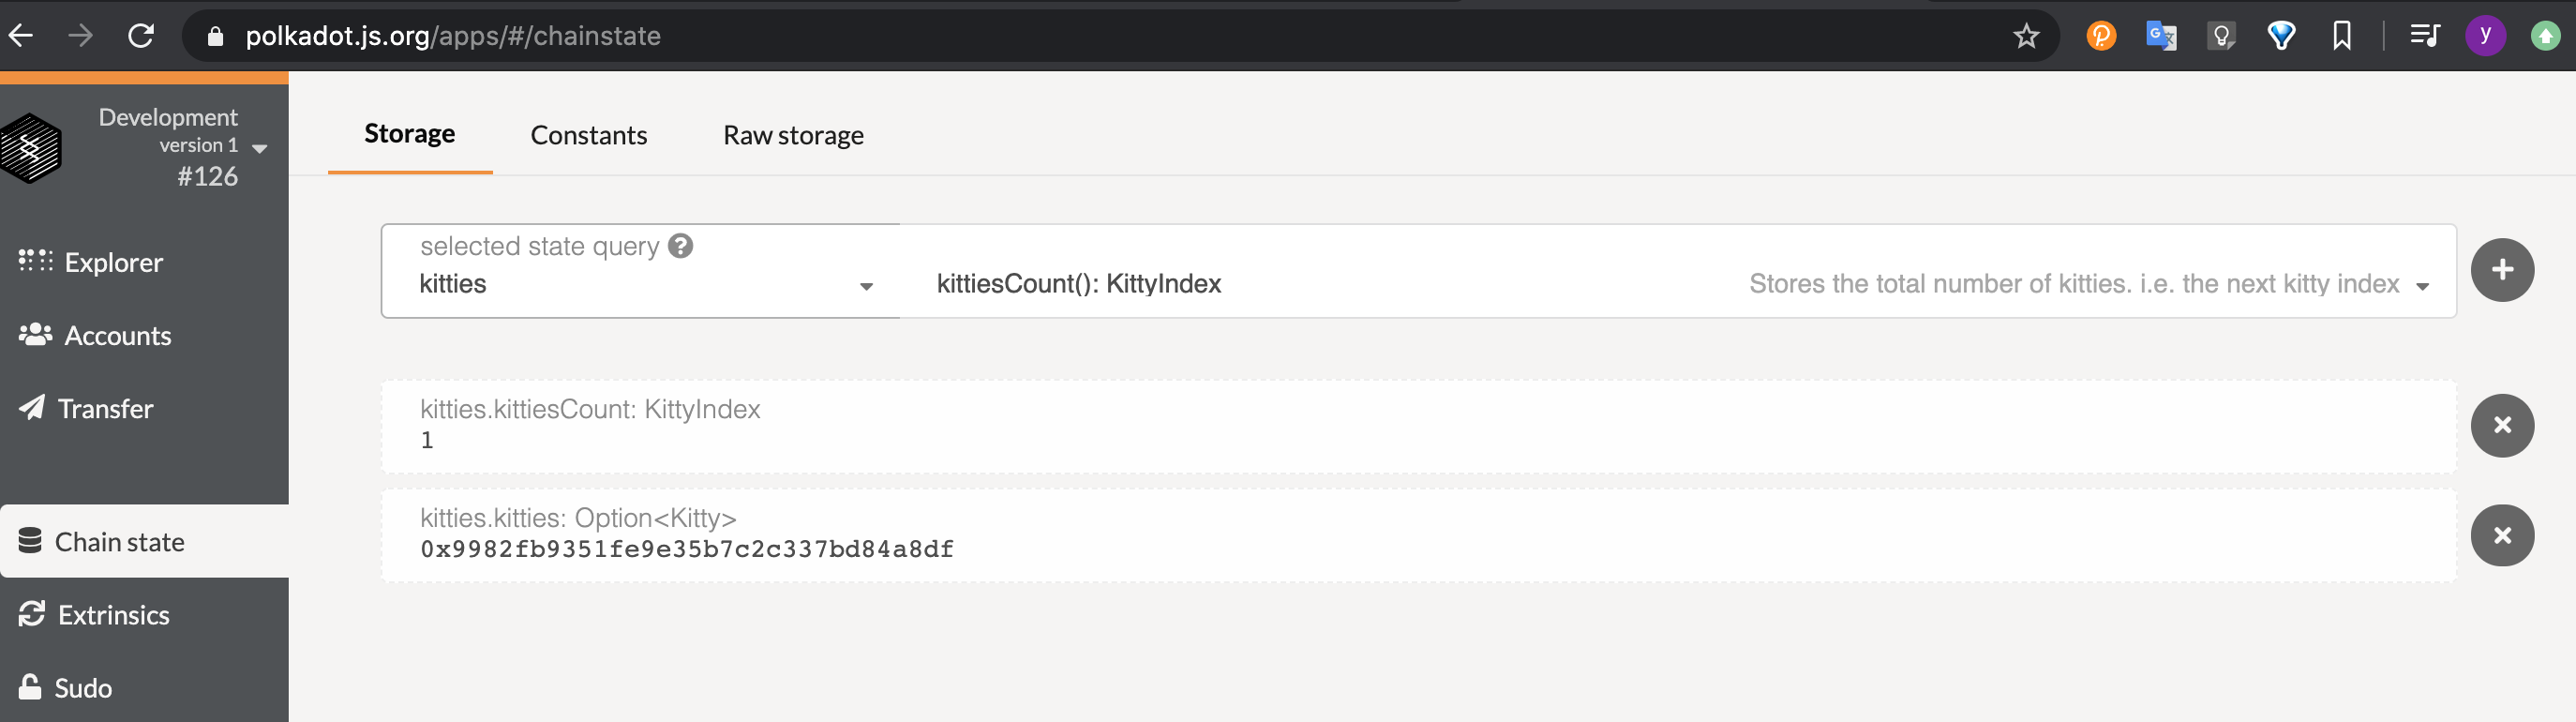 polkadot.js.org/apps/#/chainstate
y
Development
version 1
#126
Explorer
Accounts
Transfer
Chain state
Extrinsics
Sudo
Storage Constants Raw storage
selected state query ?
kitties kittiesCount(): KittyIndex Stores the total number of kitties. i.e. the next kitty index
kitties.kittiesCount: KittyIndex
1
kitties.kitties: Option<Kitty>
0x9982fb9351fe9e35b7c2c337bd84a8df